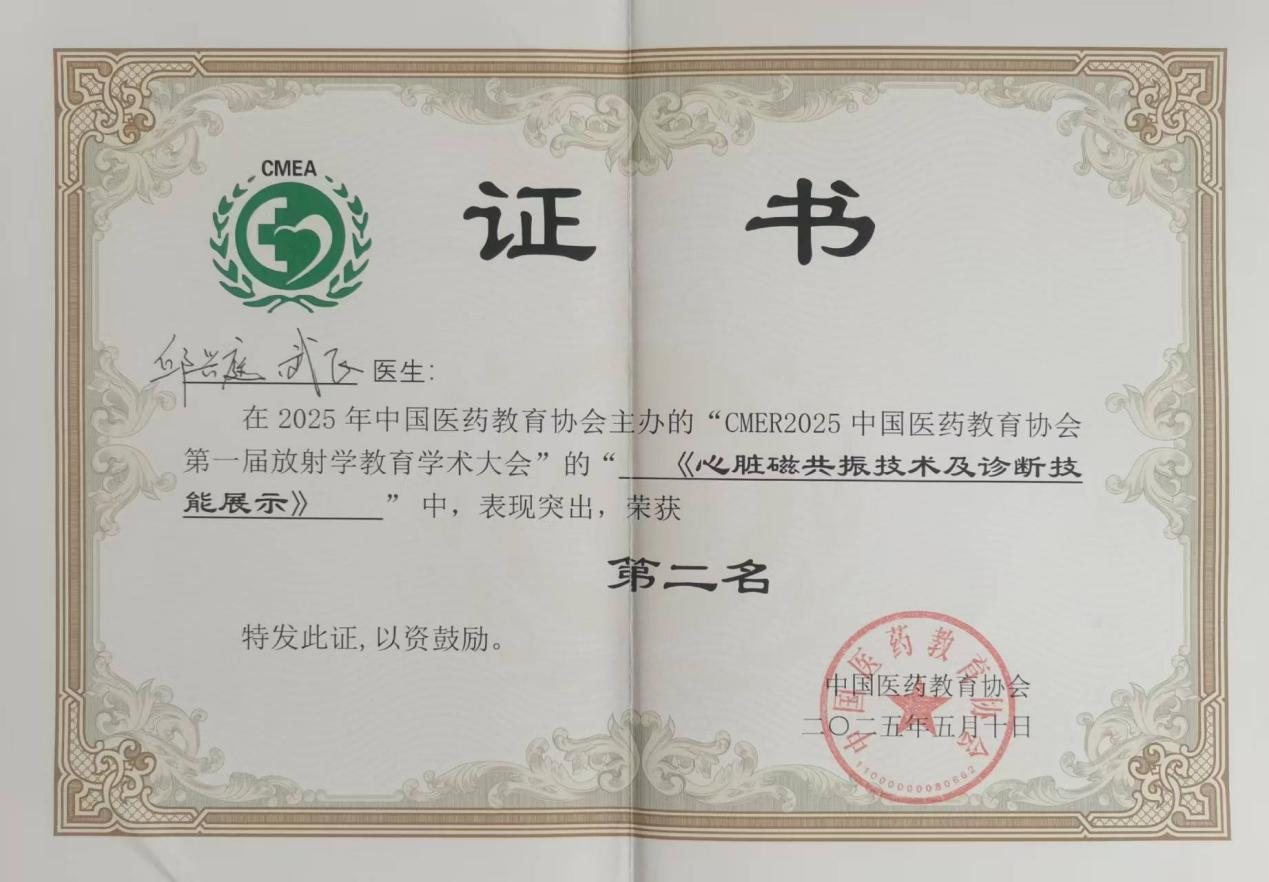 CMEA
证 书
邱兴庭 武 医生：
在 2025 年中国医药教育协会主办的“CMER2025 中国医药教育协会
第一届放射学教育学术大会”的“ 《心脏磁共振技术及诊断技
能展示》 ”中，表现突出，荣获
第二名
特发此证,以资鼓励。
中国医药教育协会
二〇二五年五月十日
中国医药教育协会